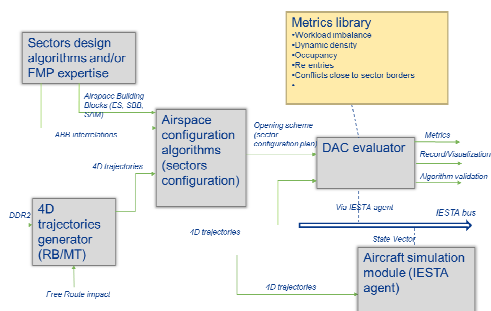 Metrics library
•Workload imbalance
•Dynamic density
•Occupancy
•Re entries
•Conflicts close to sector borders
•
Sectors design
algorithms and/or
FMP expertise
Airspace Building
Blocks (ES, SBB,
SAM)
ABB interrelations
4D trajectories
Airspace
configuration
algorithms
(sectors
configuration)
Opening scheme
(sector
configuration plan)
DAC evaluator
Metrics
Record/Visualization
Algorithm validation
DDR2
4D
trajectories
generator
(RB/MT)
Free Route impact
4D trajectories
Via IESTA agent
IESTA bus
State Vector
4D trajectories
Aircraft simulation
module (IESTA
agent)